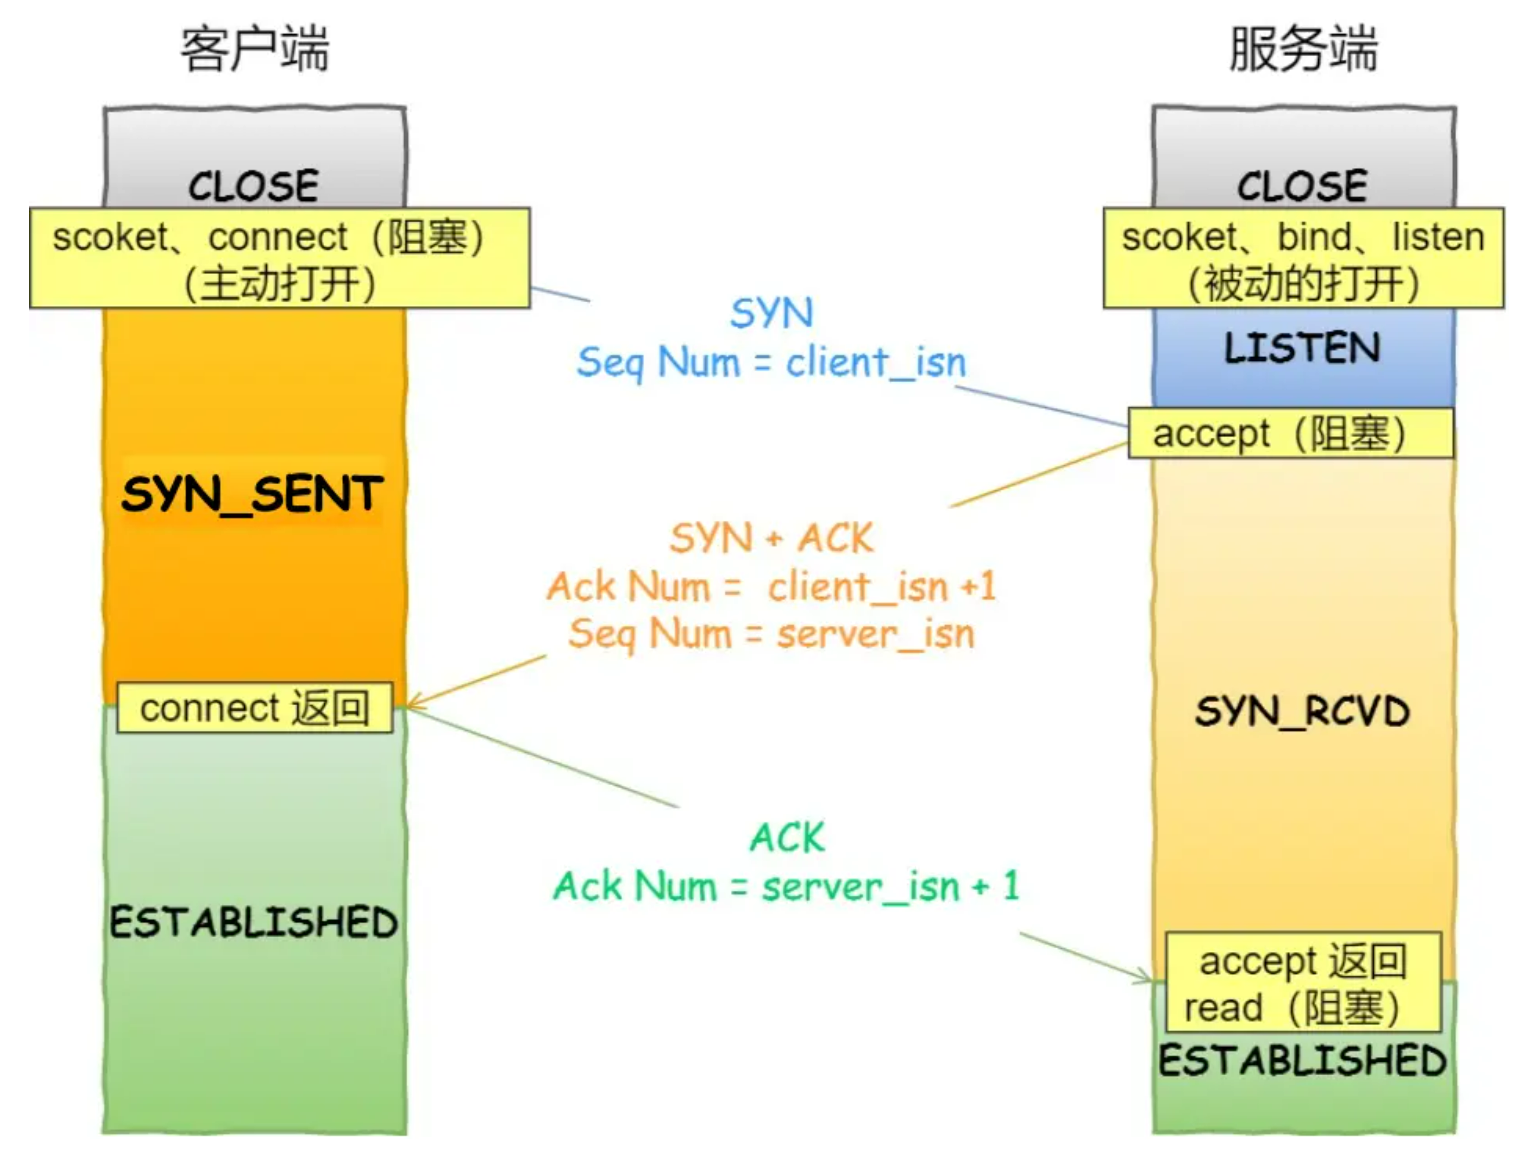 客户端
服务端
CLOSE
CLOSE
scoket、connect（阻塞）
（主动打开）
scoket、bind、listen
（被动的打开）
SYN
Seq Num = client_isn
LISTEN
accept（阻塞）
SYN_SENT
SYN + ACK
Ack Num = client_isn +1
Seq Num = server_isn
connect 返回
SYN_RCVD
ACK
Ack Num = server_isn + 1
ESTABLISHED
accept 返回
read（阻塞）
ESTABLISHED